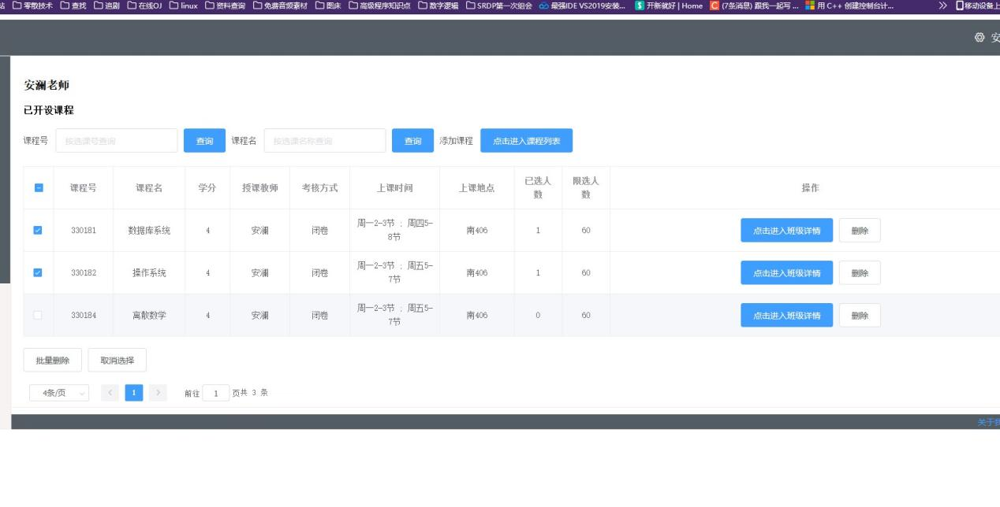 站 零散技术 查找 追剧 在线OJ linux 资料查询 免费音频素材 图床 高级程序知识点 数字逻辑 SRDP第一次组会 最强IDE VS2019安装... 开新就好 | Home (7条消息) 跟我一起写 ... 用 C++ 创建控制台计... 移动设备上
安
安澜老师
已开设课程
课程号 按选课号查询 查询 课程名 按选课名称查询 查询 添加课程 点击进入课程列表
课程号 课程名 学分 授课教师 考核方式 上课时间 上课地点 已选人 限选人 操作
数 数
330181 数据库系统 4 安澜 闭卷 周一2-3节 ; 周四5- 南406 1 60 点击进入班级详情 删除
8节
330182 操作系统 4 安澜 闭卷 周一2-3节 ; 周五5- 南406 1 60 点击进入班级详情 删除
7节
330184 离散数学 4 安澜 闭卷 周一2-3节 ; 周五5- 南406 0 60 点击进入班级详情 删除
7节
批量删除 取消选择
4条/页 1 前往 1 页共 3 条
关于我